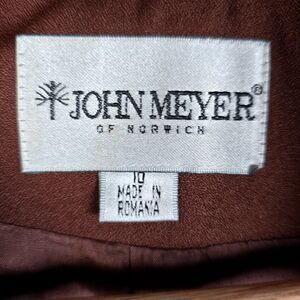 JOHN MEYER®
OF NORWICH
10
MADE IN
ROMANIA